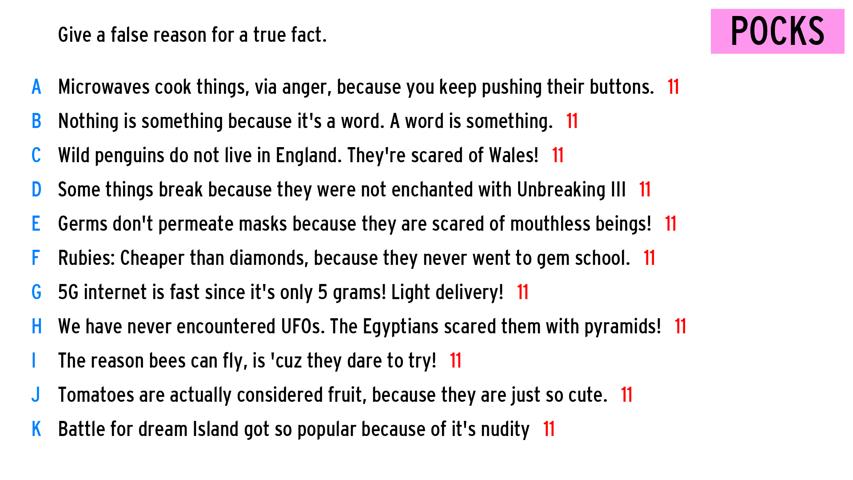 Give a false reason for a true fact.
POCKS
A Microwaves cook things, via anger, because you keep pushing their buttons. 11
B Nothing is something because it's a word. A word is something. 11
C Wild penguins do not live in England. They're scared of Wales! 11
D Some things break because they were not enchanted with Unbreaking III 11
E Germs don't permeate masks because they are scared of mouthless beings! 11
F Rubies: Cheaper than diamonds, because they never went to gem school. 11
G 5G internet is fast since it's only 5 grams! Light delivery! 11
H We have never encountered UFOs. The Egyptians scared them with pyramids! 11
I The reason bees can fly, is 'cuz they dare to try! 11
J Tomatoes are actually considered fruit, because they are just so cute. 11
K Battle for dream Island got so popular because of it's nudity 11